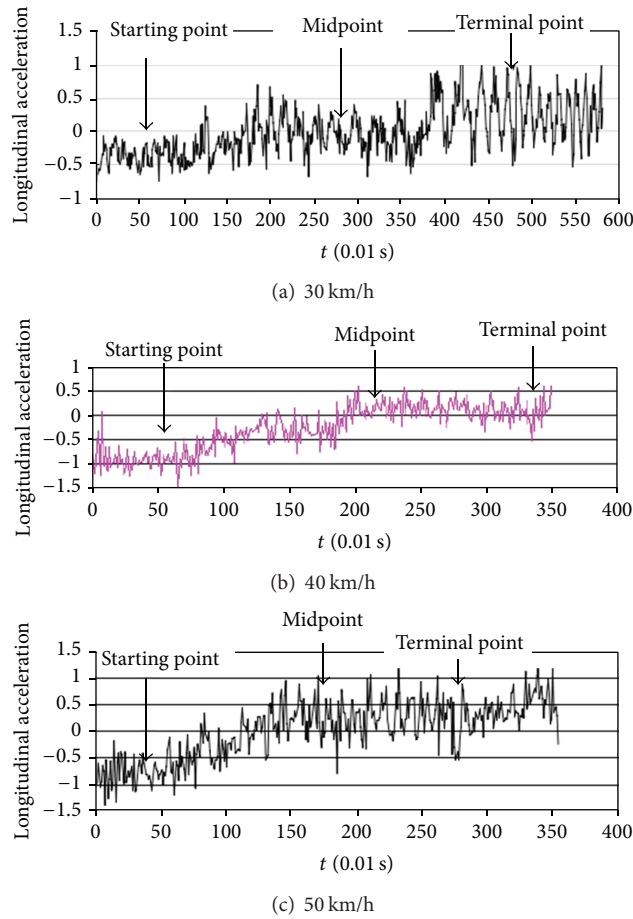 Starting point
Midpoint
Terminal point
Longitudinal acceleration
1.5
1
0.5
0
−0.5
−1
0 50 100 150 200 250 300 350 400 450 500 550 600
t (0.01 s)
(a) 30 km/h
Starting point
Midpoint
Terminal point
Longitudinal acceleration
1
0.5
0
−0.5
−1
−1.5
0 50 100 150 200 250 300 350 400
t (0.01 s)
(b) 40 km/h
Midpoint
Starting point
Terminal point
Longitudinal acceleration
1.5
1
0.5
0
−0.5
−1
−1.5
0 50 100 150 200 250 300 350 400
t (0.01 s)
(c) 50 km/h